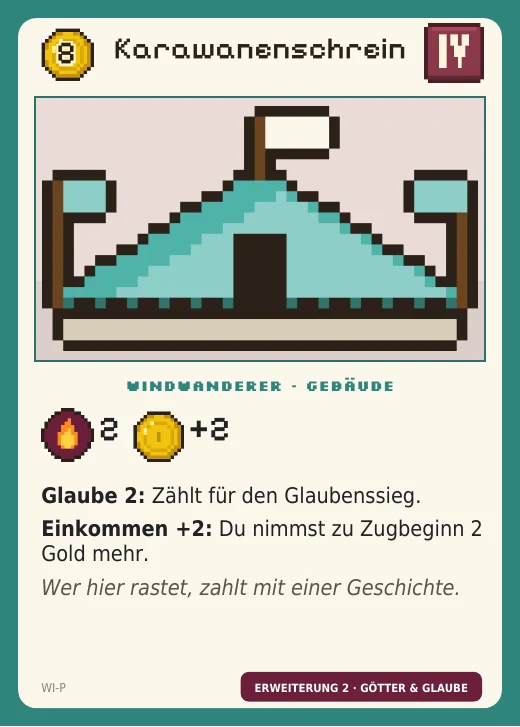 8 Karawanenschrein IV
WINDWANDERER - GEBÄUDE
2 +2
Glaube 2: Zählt für den Glaubenssieg.
Einkommen +2: Du nimmst zu Zugbeginn 2
Gold mehr.
Wer hier rastet, zahlt mit einer Geschichte.
WI-P ERWEITERUNG 2 · GÖTTER & GLAUBE